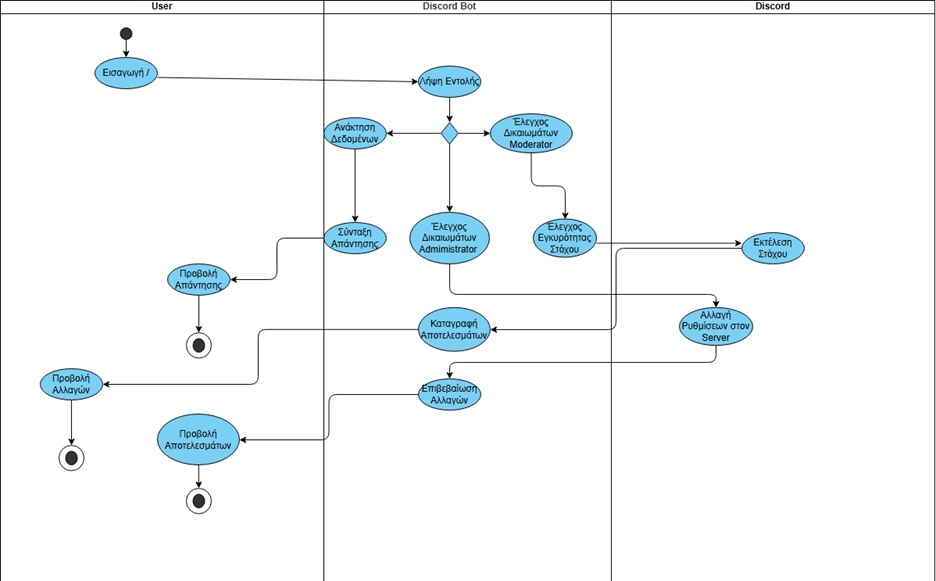 User
Discord Bot
Discord
Εισαγωγή /
Λήψη Εντολής
Ανάκτηση
Δεδομένων
Έλεγχος
Δικαιωμάτων
Moderator
Σύνταξη
Απάντησης
Έλεγχος
Δικαιωμάτων
Admimistrator
Έλεγχος
Εγκυρότητας
Στόχου
Εκτέλεση
Στόχου
Προβολή
Απάντησης
Καταγραφή
Αποτελεσμάτων
Αλλαγή
Ρυθμίσεων στον
Server
Προβολή
Αλλαγών
Επιβεβαίωση
Αλλαγών
Προβολή
Αποτελεσμάτων